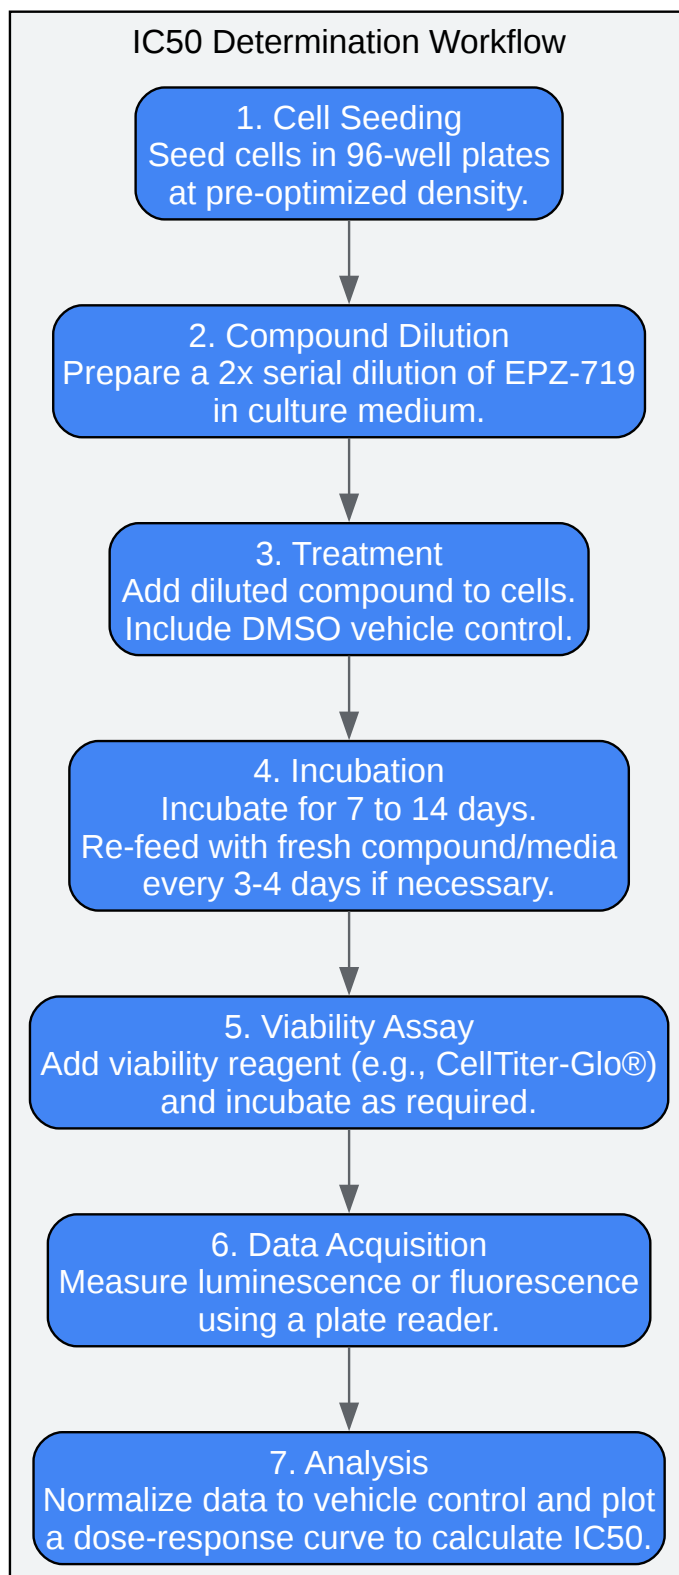 IC50 Determination Workflow
1. Cell Seeding
Seed cells in 96-well plates
at pre-optimized density.
2. Compound Dilution
Prepare a 2x serial dilution of EPZ-719
in culture medium.
3. Treatment
Add diluted compound to cells.
Include DMSO vehicle control.
4. Incubation
Incubate for 7 to 14 days.
Re-feed with fresh compound/media
every 3-4 days if necessary.
5. Viability Assay
Add viability reagent (e.g., CellTiter-Glo®)
and incubate as required.
6. Data Acquisition
Measure luminescence or fluorescence
using a plate reader.
7. Analysis
Normalize data to vehicle control and plot
a dose-response curve to calculate IC50.